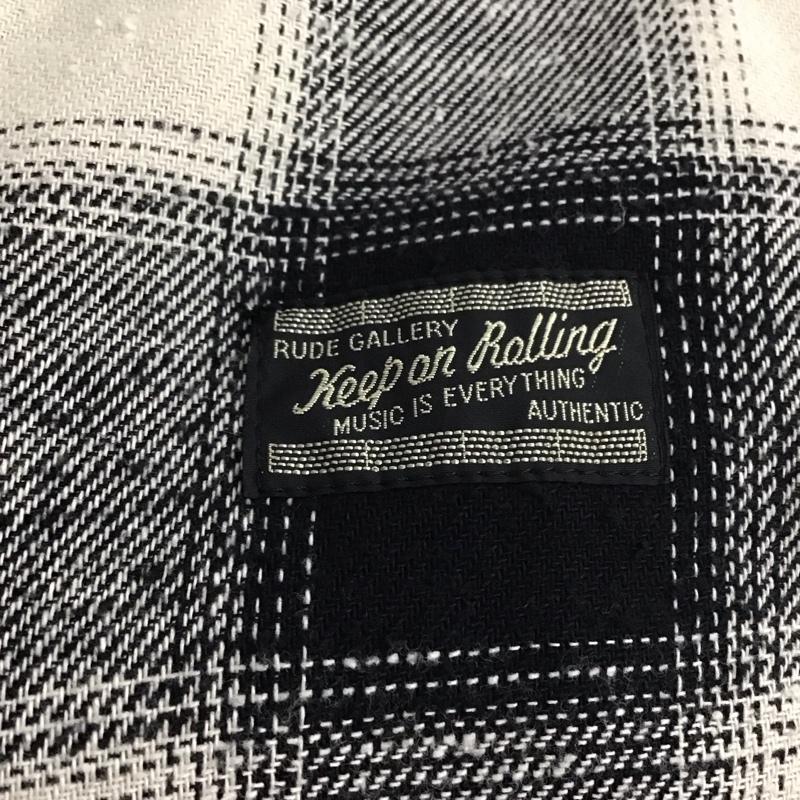 RUDE GALLERY
Keep on Rolling
MUSIC IS EVERYTHING
AUTHENTIC